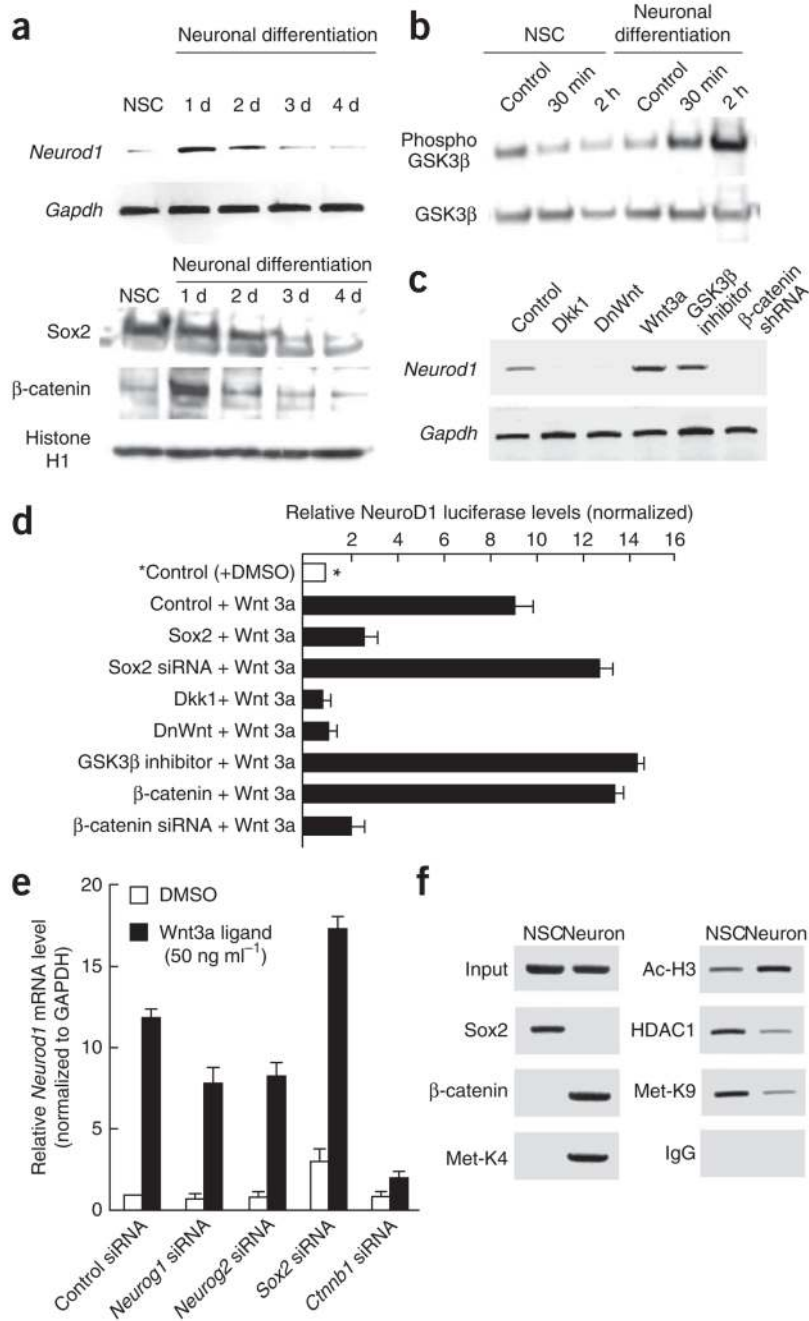 a
Neuronal differentiation
NSC 1 d 2 d 3 d 4 d
Neurod1
Gapdh
Neuronal differentiation
NSC 1 d 2 d 3 d 4 d
Sox2
β-catenin
Histone
H1
b
NSC
Neuronal
differentiation
Control 30 min 2 h Control 30 min 2 h
Phospho
GSK3β
GSK3β
c
Control Dkk1 DnWnt Wnt3a GSK3β inhibitor β-catenin shRNA
Neurod1
Gapdh
d
Relative NeuroD1 luciferase levels (normalized)
2 4 6 8 10 12 14 16
*Control (+DMSO) *
Control + Wnt 3a
Sox2 + Wnt 3a
Sox2 siRNA + Wnt 3a
Dkk1+ Wnt 3a
DnWnt + Wnt 3a
GSK3β inhibitor + Wnt 3a
β-catenin + Wnt 3a
β-catenin siRNA + Wnt 3a
e
Relative Neurod1 mRNA level
(normalized to GAPDH)
20
15
10
5
0
DMSO
Wnt3a ligand
(50 ng ml⁻¹)
Control siRNA
Neurog1 siRNA
Neurog2 siRNA
Sox2 siRNA
Ctnnb1 siRNA
f
NSC Neuron
Input
Sox2
β-catenin
Met-K4
NSC Neuron
Ac-H3
HDAC1
Met-K9
IgG